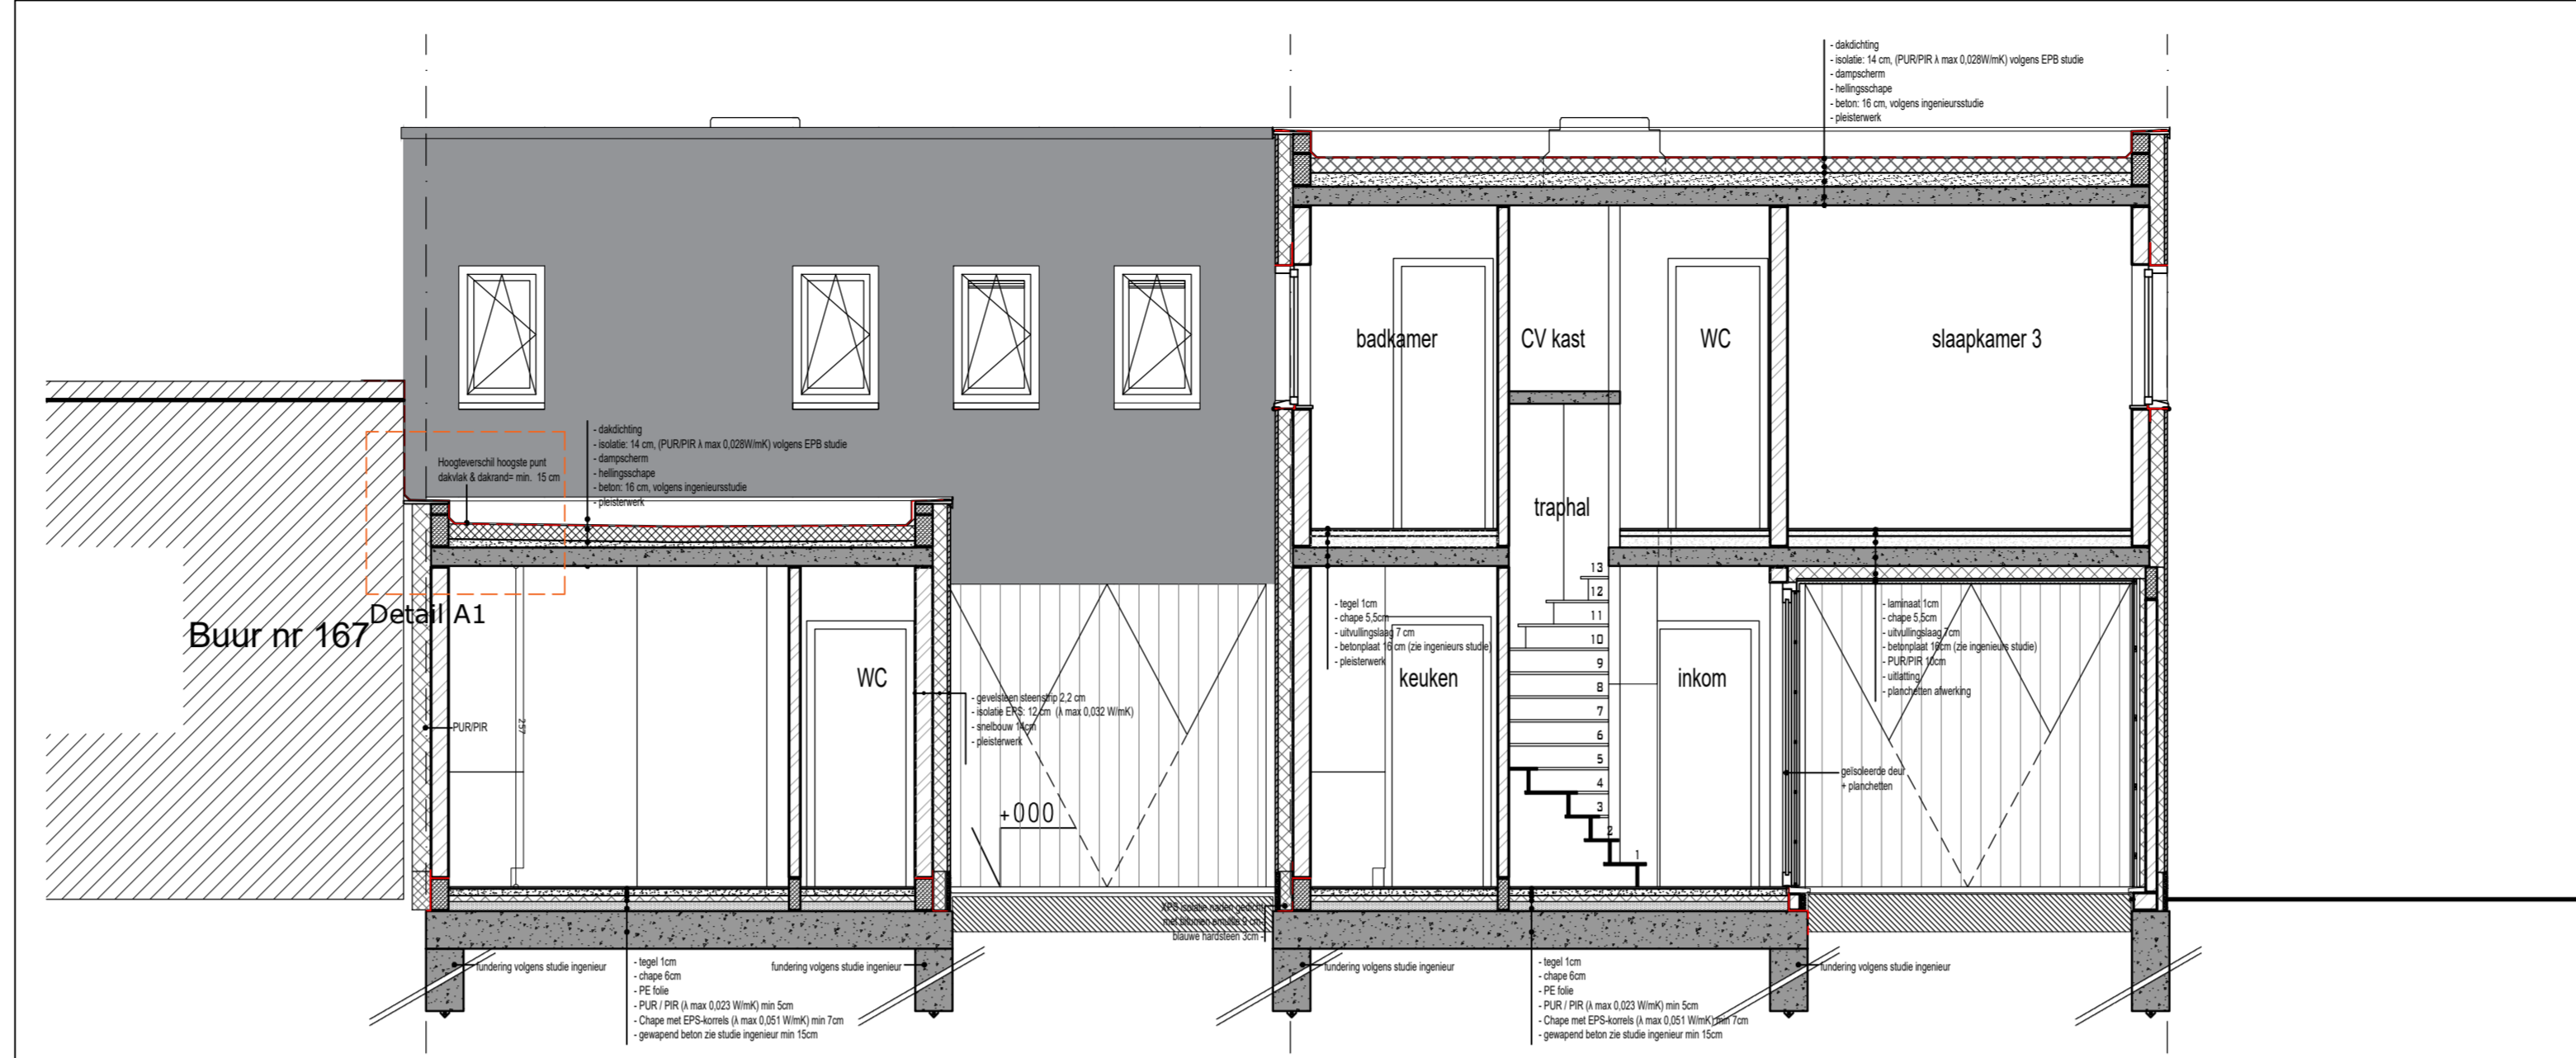 - dakdichting
- isolatie: 14 cm, (PUR/PIR λ max 0,028W/mK) volgens EPB studie
- dampscherm
- hellingsschape
- beton: 16 cm, volgens ingenieursstudie
- pleisterwerk
badkamer
CV kast
WC
slaapkamer 3
- dakdichting
- isolatie: 14 cm, (PUR/PIR λ max 0,028W/mK) volgens EPB studie
- dampscherm
- hellingsschape
- beton: 16 cm, volgens ingenieursstudie
- pleisterwerk
Hoogteverschil hoogste punt
dakvlak & dakrand= min. 15 cm
traphal
Detail A1
Buur nr 167
13
12
11
10
9
8
7
6
5
4
3
2
1
- tegel 1cm
- chape 5,5cm
- uitvullingslaag 7 cm
- betonplaat 16 cm (zie ingenieurs studie)
- pleisterwerk
- laminaat 1cm
- chape 5,5cm
- uitvullingslaag 7cm
- betonplaat 16cm (zie ingenieurs studie)
- PUR/PIR 10cm
- uitlatting
- planchetten afwerking
WC
keuken
inkom
- gevelsteen steenstrip 2,2 cm
- isolatie EPS: 12 cm (λ max 0,032 W/mK)
- snelbouw 14cm
- pleisterwerk
PUR/PIR
257
geïsoleerde deur
+ planchetten
+000
XPS isolatie naden gedicht
met bitumen emulsie 9 cm
blauwe hardsteen 3cm -
fundering volgens studie ingenieur
fundering volgens studie ingenieur
fundering volgens studie ingenieur
fundering volgens studie ingenieur
- tegel 1cm
- chape 6cm
- PE folie
- PUR / PIR (λ max 0,023 W/mK) min 5cm
- Chape met EPS-korrels (λ max 0,051 W/mK) min 7cm
- gewapend beton zie studie ingenieur min 15cm
- tegel 1cm
- chape 6cm
- PE folie
- PUR / PIR (λ max 0,023 W/mK) min 5cm
- Chape met EPS-korrels (λ max 0,051 W/mK) min 7cm
- gewapend beton zie studie ingenieur min 15cm